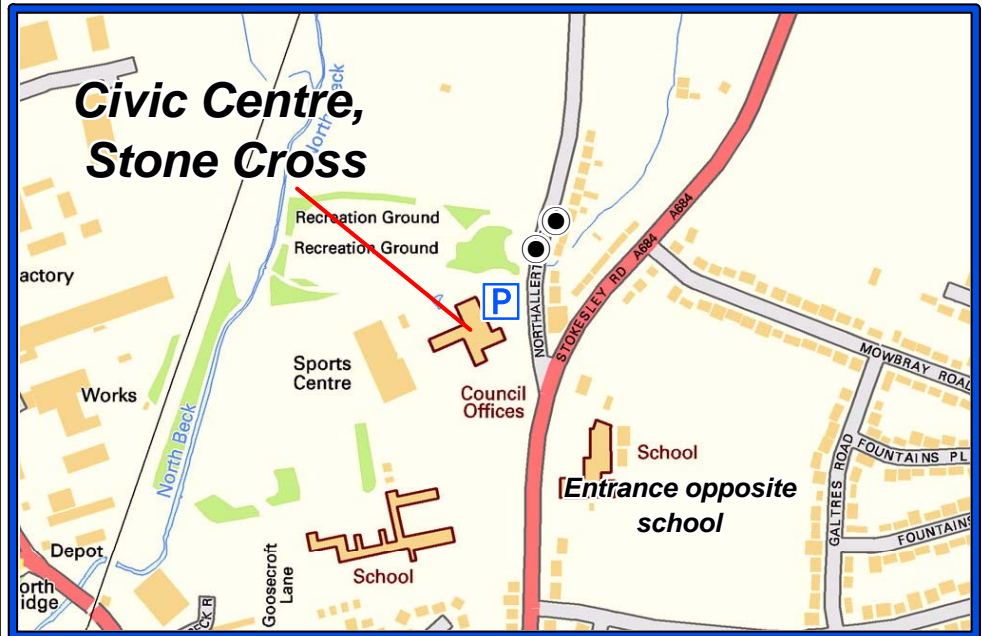 Civic Centre,
Stone Cross
North Beck
Recreation Ground
Recreation Ground
actory
P
NORTHALLERT
STOKESLEY RD
A684
A684
MOWBRAY ROAD
Sports
Centre
Works
Council
Offices
North Beck
School
Entrance opposite
school
GALTRES ROAD
FOUNTAINS PL
FOUNTAINS
Depot
orth
idge
School
Goosecroft
Lane
BECK R